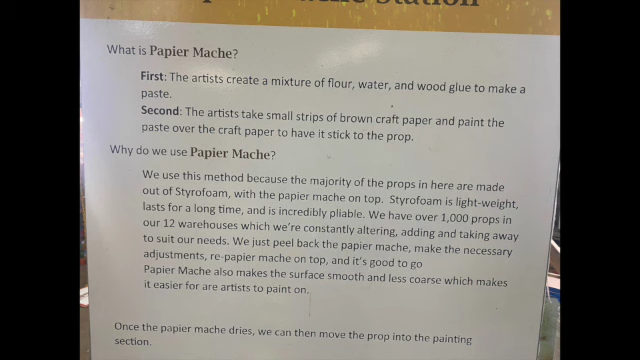 Station
What is Papier Mache?
First: The artists create a mixture of flour, water, and wood glue to make a
paste.
Second: The artists take small strips of brown craft paper and paint the
paste over the craft paper to have it stick to the prop.
Why do we use Papier Mache?
We use this method because the majority of the props in here are made
out of Styrofoam, with the papier mache on top. Styrofoam is light-weight,
lasts for a long time, and is incredibly pliable. We have over 1,000 props in
our 12 warehouses which we're constantly altering, adding and taking away
to suit our needs. We just peel back the papier mache, make the necessary
adjustments, re-papier mache on top, and it's good to go
Papier Mache also makes the surface smooth and less coarse which makes
it easier for are artists to paint on.
Once the papier mache dries, we can then move the prop into the painting
section.